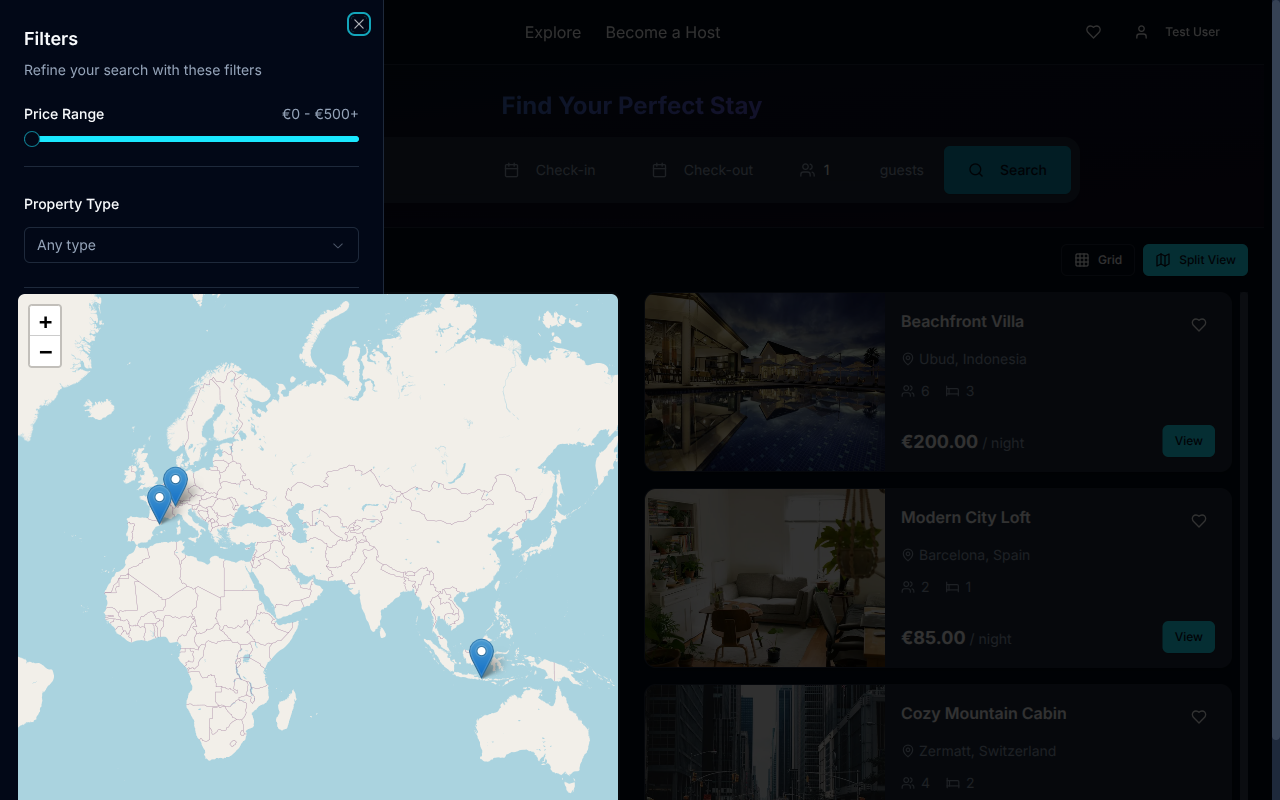 Filters
Refine your search with these filters
Price Range
€0 - €500+
Property Type
Any type
+
−
Explore
Become a Host
Test User
Find Your Perfect Stay
Check-in
Check-out
1
guests
Search
Grid
Split View
Beachfront Villa
Ubud, Indonesia
6
3
€200.00 / night
View
Modern City Loft
Barcelona, Spain
2
1
€85.00 / night
View
Cozy Mountain Cabin
Zermatt, Switzerland
4
2